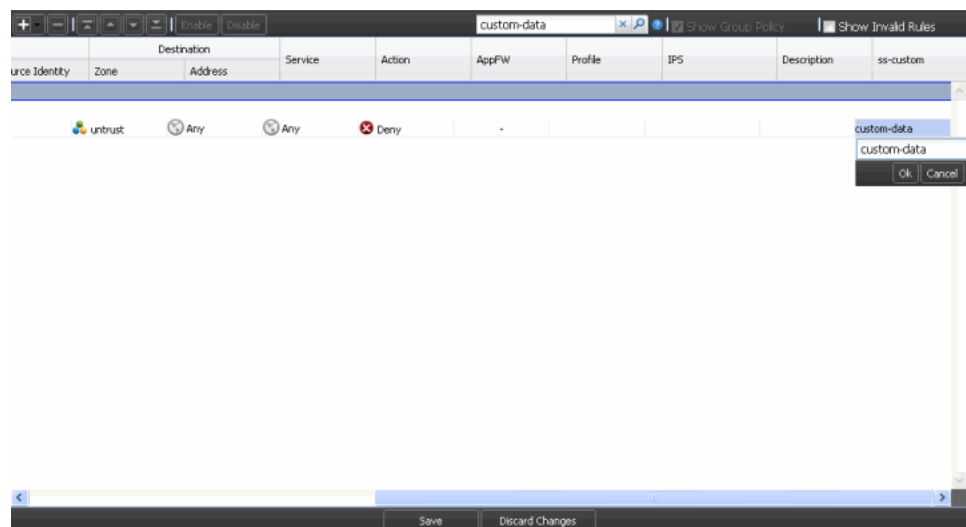 Enable Disable custom-data Show Group Policy Show Invalid Rules
Destination
Service Action AppFW Profile IPS Description ss-custom
urce Identity Zone Address
untrust Any Any Deny - custom-data
custom-data
Ok Cancel
Save Discard Changes